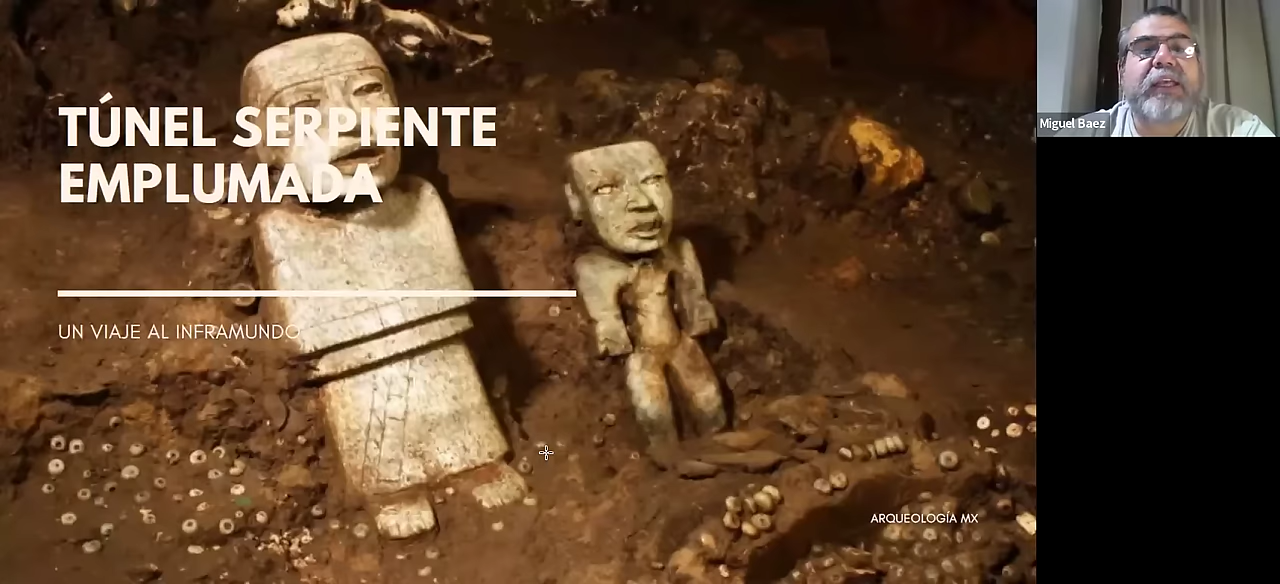 TÚNEL SERPIENTE
EMPLUMADA
UN VIAJE AL INFRAMUNDO
ARQUEOLOGÍA MX
Miguel Baez